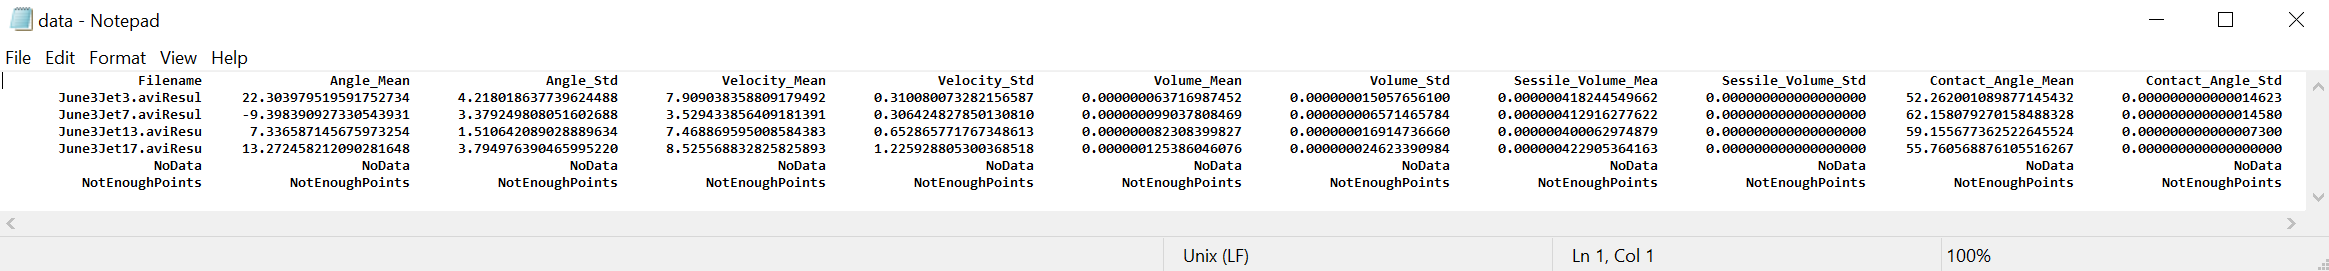 data - Notepad
File Edit Format View Help
Filename Angle_Mean Angle_Std Velocity_Mean Velocity_Std Volume_Mean Volume_Std Sessile_Volume_Mea Sessile_Volume_Std Contact_Angle_Mean Contact_Angle_Std
June3Jet3.aviResul 22.303979519591752734 4.218018637739624488 7.909038358809179492 0.310080073282156587 0.000000063716987452 0.000000015057656100 0.000000418244549662 0.000000000000000000 52.262001089877145432 0.000000000000014623
June3Jet7.aviResul -9.398390927330543931 3.379249808051602688 3.529433856409181391 0.306424827850130810 0.000000099037808469 0.000000006571465784 0.000000412916277622 0.000000000000000000 62.158079270158488328 0.000000000000014580
June3Jet13.aviResu 7.336587145675973254 1.510642089028889634 7.468869595008584383 0.652865771767348613 0.000000082308399827 0.000000016914736660 0.000000400062974879 0.000000000000000000 59.155677362522645524 0.000000000000007300
June3Jet17.aviResu 13.272458212090281648 3.794976390465995220 8.525568832825825893 1.225928805300368518 0.000000125386046076 0.000000024623390984 0.000000422905364163 0.000000000000000000 55.760568876105516267 0.000000000000000000
NoData NoData NoData NoData NoData NoData NoData NoData NoData NoData NoData
NotEnoughPoints NotEnoughPoints NotEnoughPoints NotEnoughPoints NotEnoughPoints NotEnoughPoints NotEnoughPoints NotEnoughPoints NotEnoughPoints NotEnoughPoints NotEnoughPoints
Unix (LF) Ln 1, Col 1 100%